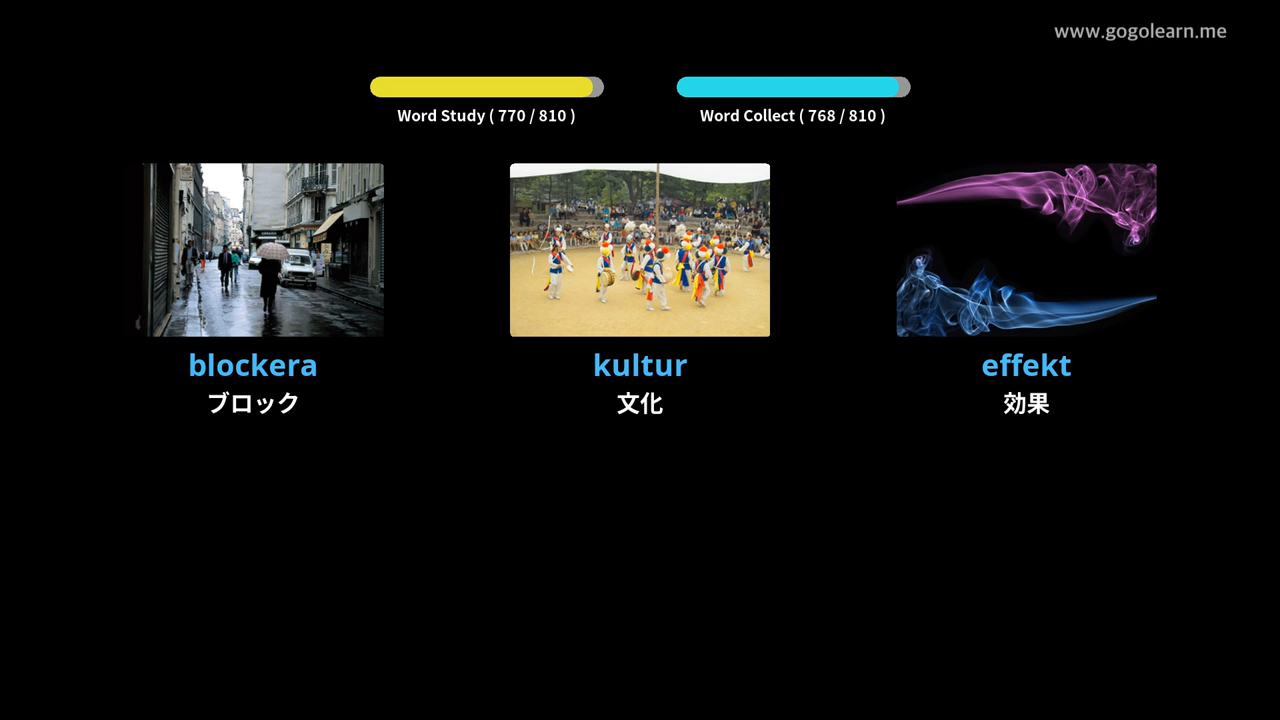 www.gogolearn.me
Word Study ( 770 / 810 )
Word Collect ( 768 / 810 )
blockera
kultur
effekt
ブロック
文化
効果